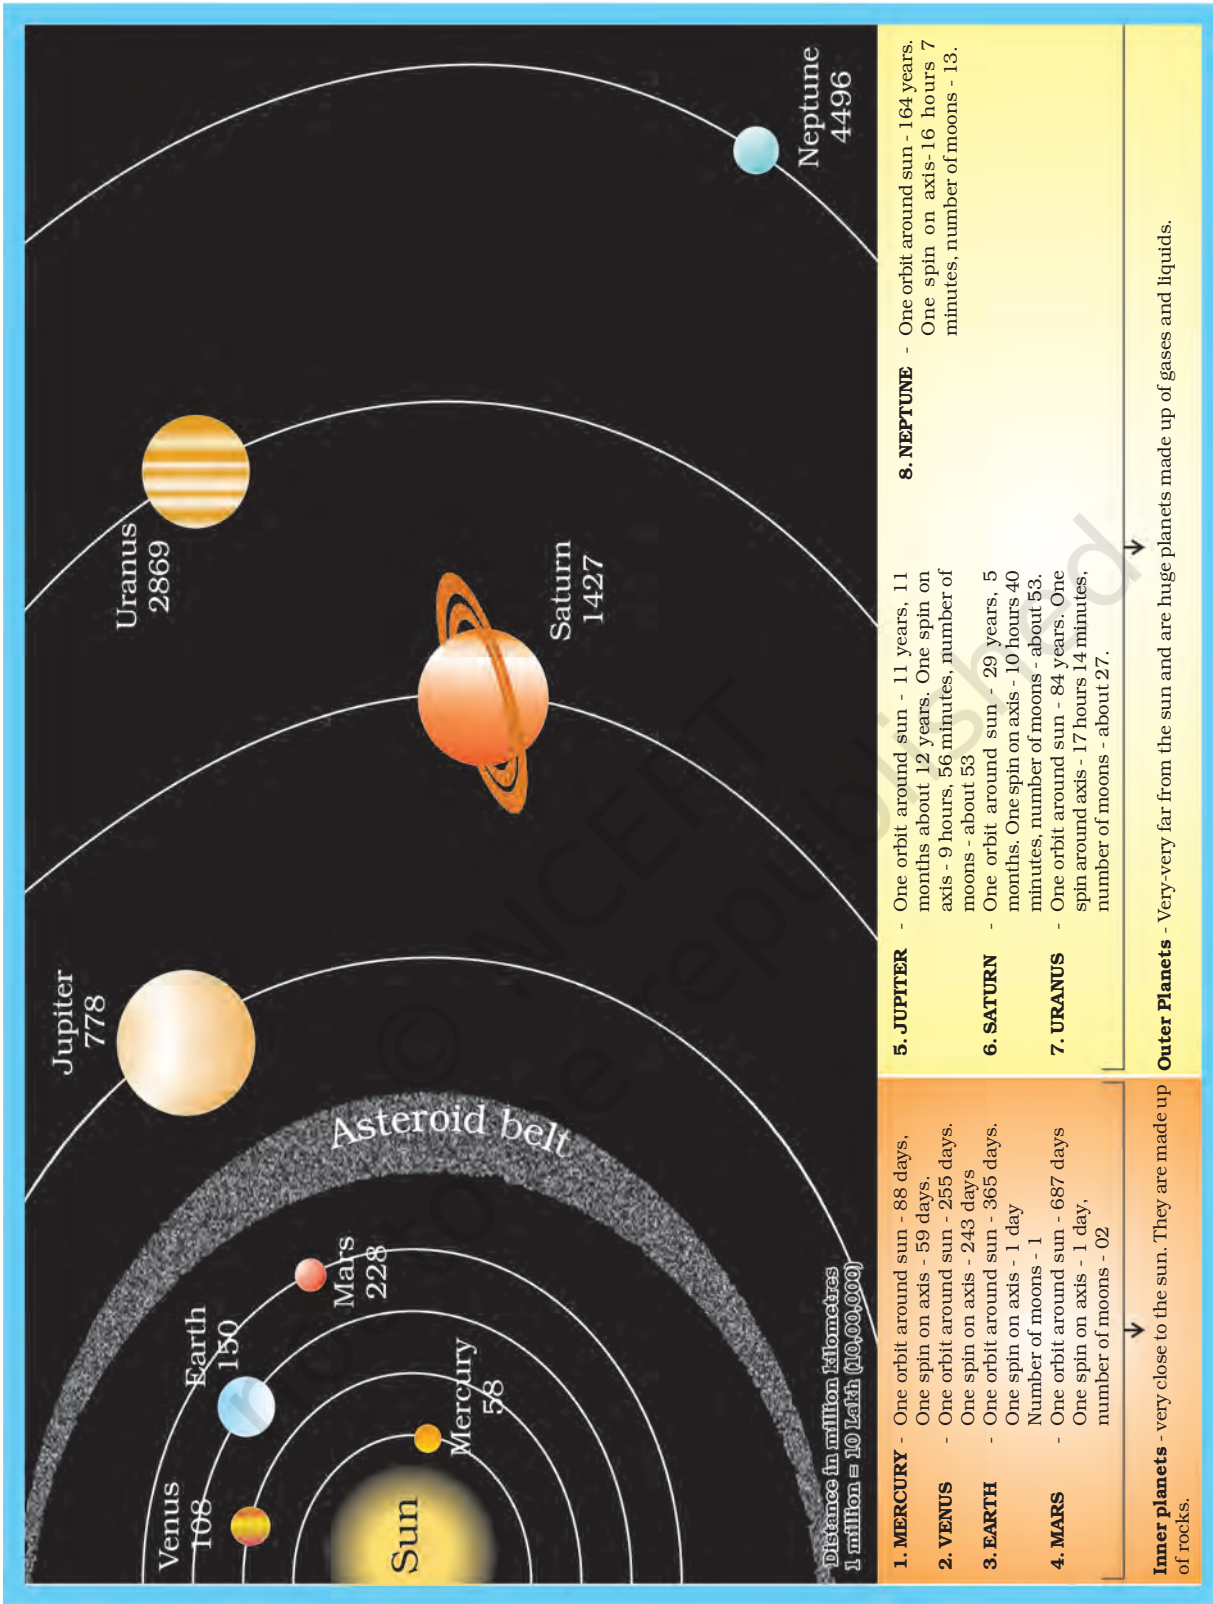 Sun
Mercury
58
Venus
108
Earth
150
Mars
228
Asteroid belt
Jupiter
778
Saturn
1427
Uranus
2869
Neptune
4496
Distance in million kilometres
1 million = 10 Lakh (10,00,000)
1. MERCURY - One orbit around sun - 88 days,
One spin on axis - 59 days.
2. VENUS - One orbit around sun - 255 days.
One spin on axis - 243 days
3. EARTH - One orbit around sun - 365 days.
One spin on axis - 1 day
Number of moons - 1
4. MARS - One orbit around sun - 687 days
One spin on axis - 1 day,
number of moons - 02
Inner planets - very close to the sun. They are made up
of rocks.
5. JUPITER - One orbit around sun - 11 years, 11
months about 12 years. One spin on
axis - 9 hours, 56 minutes, number of
moons - about 53
6. SATURN - One orbit around sun - 29 years, 5
months. One spin on axis - 10 hours 40
minutes, number of moons - about 53.
7. URANUS - One orbit around sun - 84 years. One
spin around axis - 17 hours 14 minutes,
number of moons - about 27.
8. NEPTUNE - One orbit around sun - 164 years.
One spin on axis-16 hours 7
minutes, number of moons - 13.
Outer Planets - Very-very far from the sun and are huge planets made up of gases and liquids.
© NCERT
not to be republished